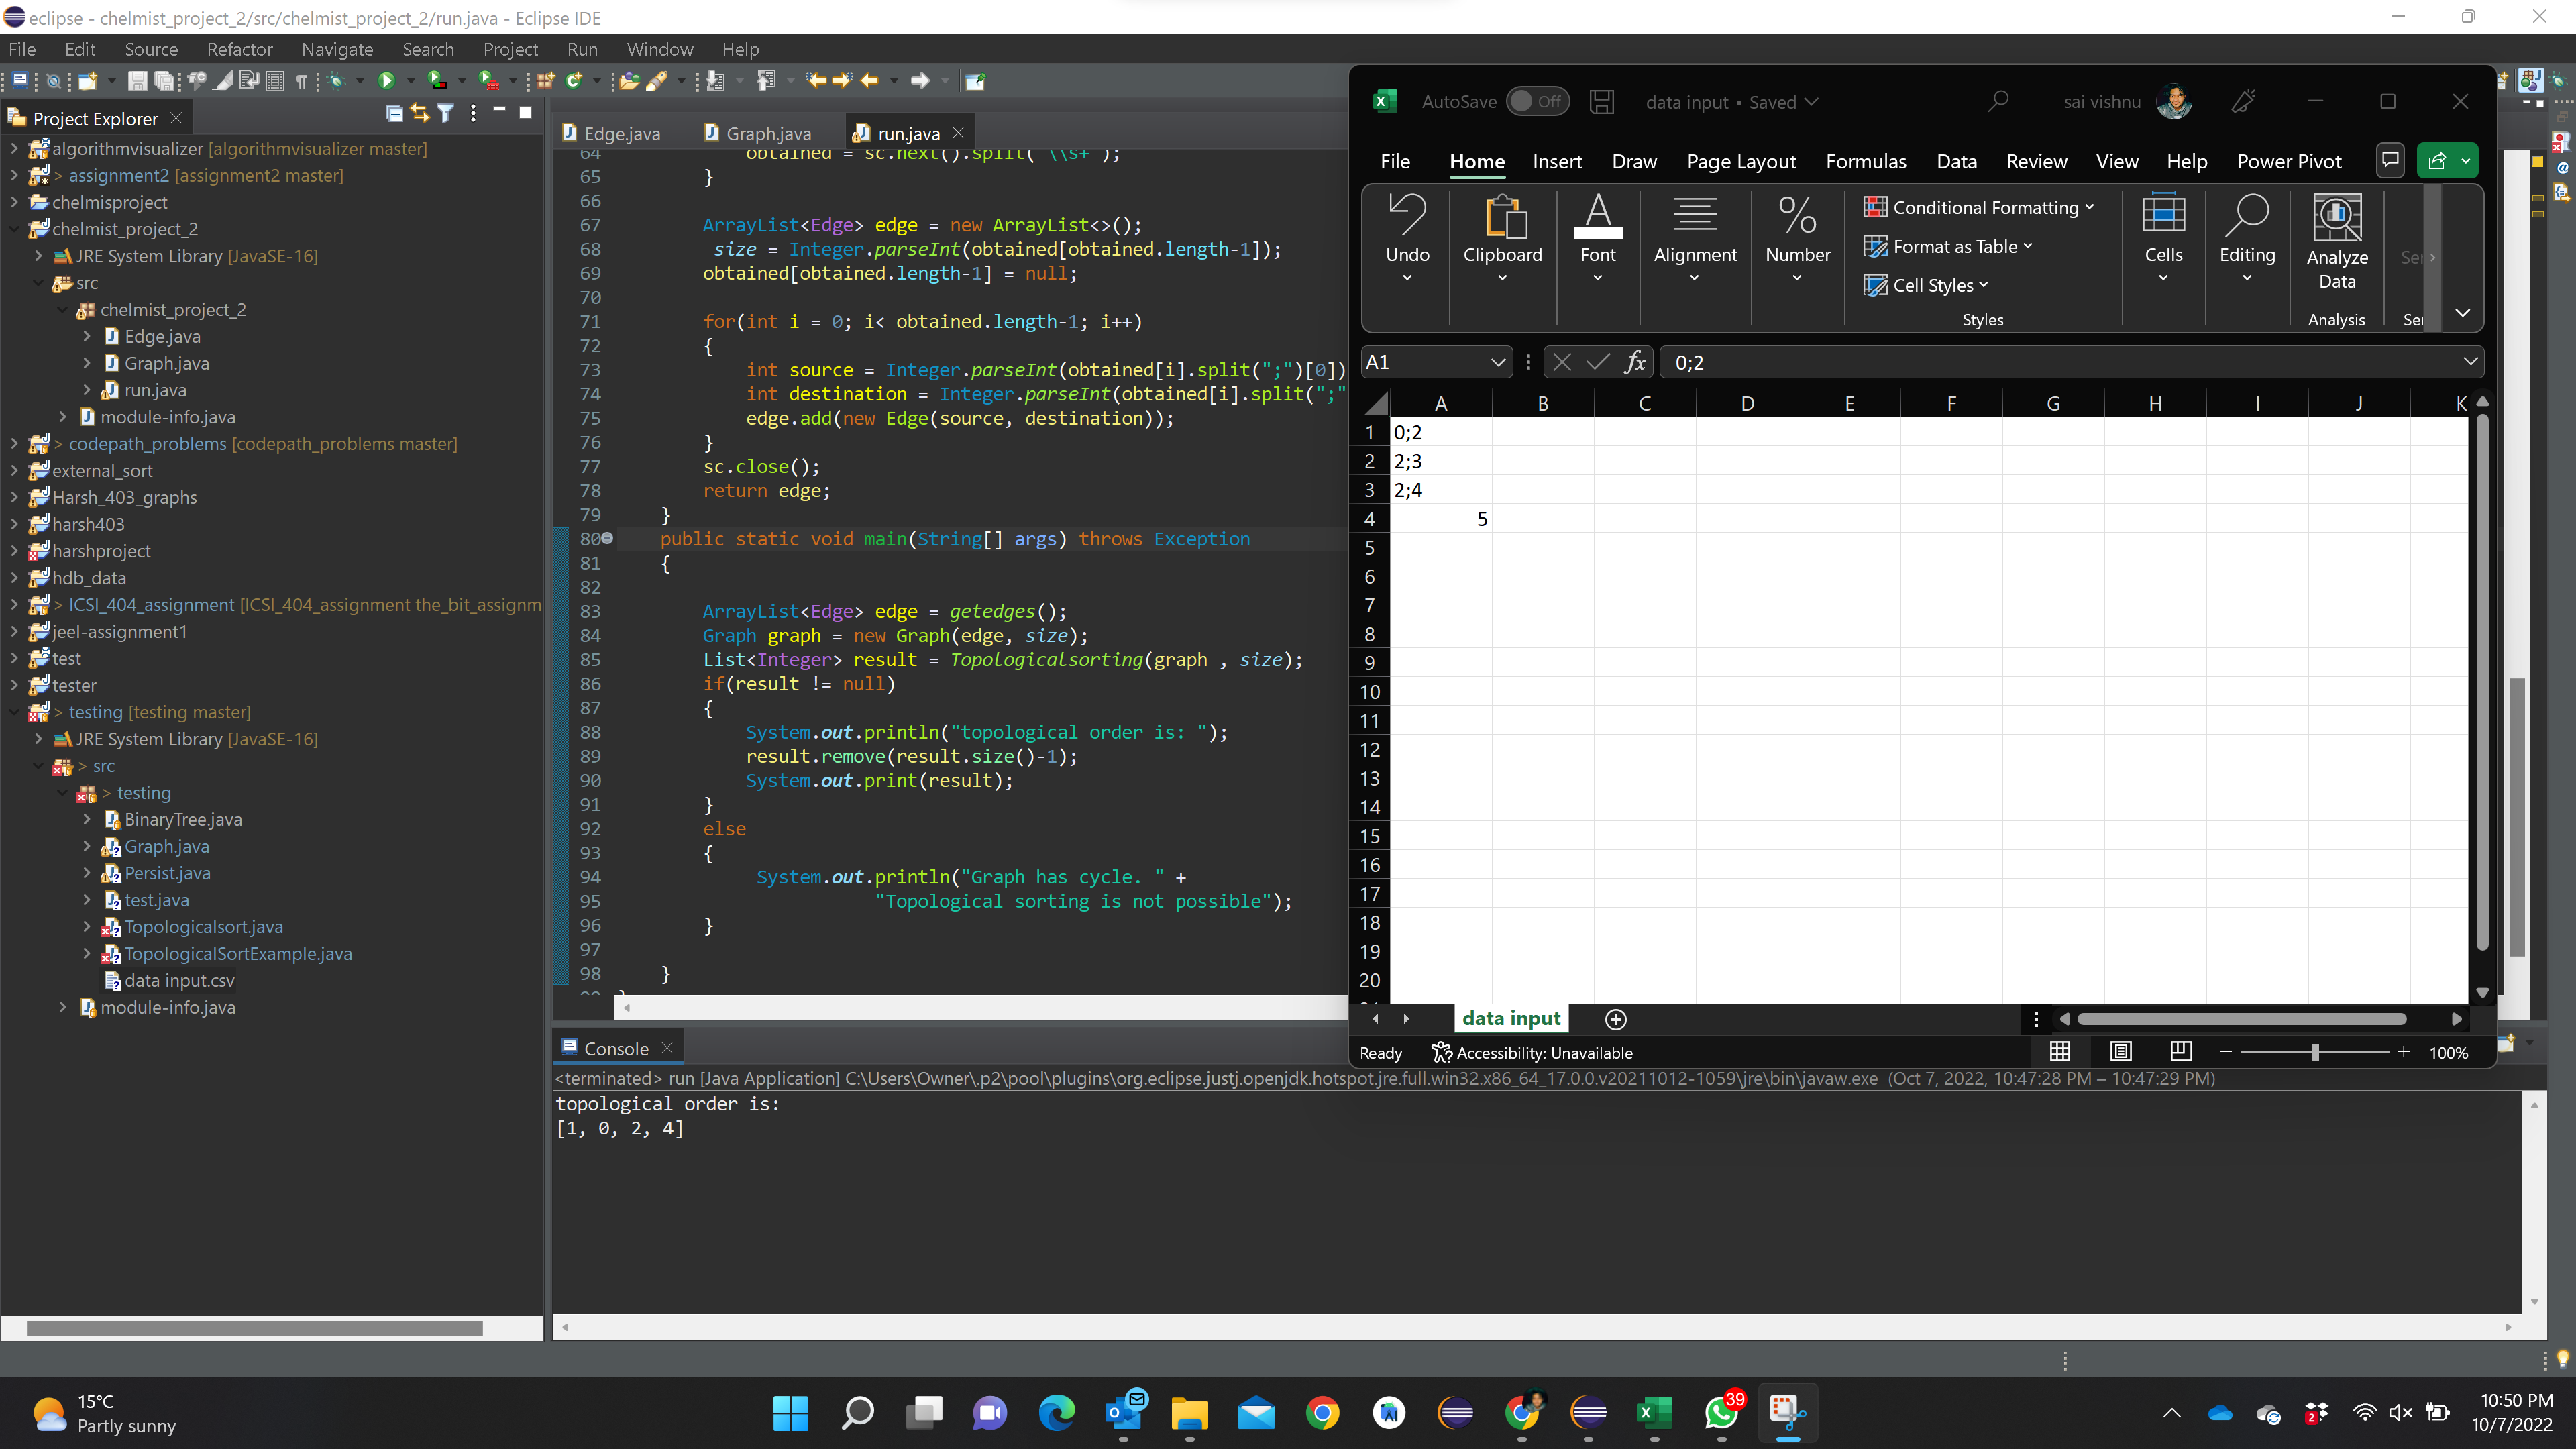 eclipse - chelmist_project_2/src/chelmist_project_2/run.java - Eclipse IDE
File Edit Source Refactor Navigate Search Project Run Window Help
Project Explorer
algorithmvisualizer [algorithmvisualizer master]
> assignment2 [assignment2 master]
chelmisproject
chelmist_project_2
JRE System Library [JavaSE-16]
src
chelmist_project_2
Edge.java
Graph.java
run.java
module-info.java
> codepath_problems [codepath_problems master]
external_sort
Harsh_403_graphs
harsh403
harshproject
hdb_data
> ICSI_404_assignment [ICSI_404_assignment the_bit_assignm
jeel-assignment1
test
tester
> testing [testing master]
JRE System Library [JavaSE-16]
> src
> testing
BinaryTree.java
Graph.java
Persist.java
test.java
Topologicalsort.java
TopologicalSortExample.java
data input.csv
module-info.java
Edge.java Graph.java run.java
64 obtained = sc.next().split("\\s+");
65 }
66
67 ArrayList<Edge> edge = new ArrayList<>();
68 size = Integer.parseInt(obtained[obtained.length-1]);
69 obtained[obtained.length-1] = null;
70
71 for(int i = 0; i< obtained.length-1; i++)
72 {
73 int source = Integer.parseInt(obtained[i].split(";")[0])
74 int destination = Integer.parseInt(obtained[i].split(";"
75 edge.add(new Edge(source, destination));
76 }
77 sc.close();
78 return edge;
79 }
80 public static void main(String[] args) throws Exception
81 {
82
83 ArrayList<Edge> edge = getedges();
84 Graph graph = new Graph(edge, size);
85 List<Integer> result = Topologicalsorting(graph , size);
86 if(result != null)
87 {
88 System.out.println("topological order is: ");
89 result.remove(result.size()-1);
90 System.out.print(result);
91 }
92 else
93 {
94 System.out.println("Graph has cycle. " +
95 "Topological sorting is not possible");
96 }
97
98 }
Console
<terminated> run [Java Application] C:\Users\Owner\.p2\pool\plugins\org.eclipse.justj.openjdk.hotspot.jre.full.win32.x86_64_17.0.0.v20211012-1059\jre\bin\javaw.exe (Oct 7, 2022, 10:47:28 PM – 10:47:29 PM)
topological order is:
[1, 0, 2, 4]
AutoSave Off data input • Saved sai vishnu
File Home Insert Draw Page Layout Formulas Data Review View Help Power Pivot
Undo Clipboard Font Alignment Number Conditional Formatting Format as Table Cell Styles Styles Cells Editing Analyze Data Analysis
A1 fx 0;2
A B C D E F G H I J K
1 0;2
2 2;3
3 2;4
4 5
5
6
7
8
9
10
11
12
13
14
15
16
17
18
19
20
data input
Ready Accessibility: Unavailable 100%
15°C
Partly sunny
39
2
10:50 PM
10/7/2022